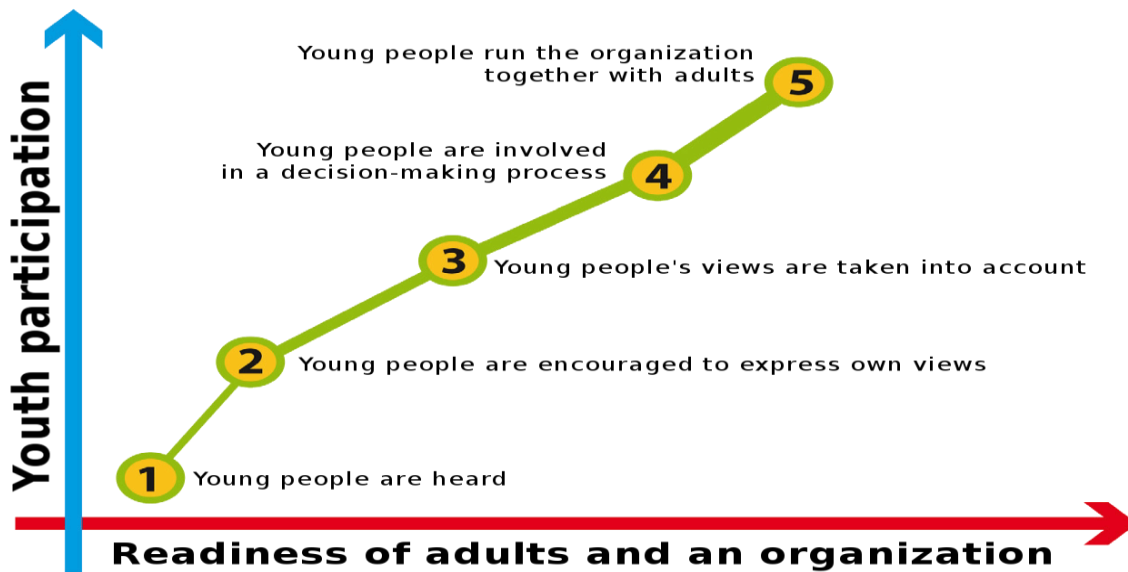 Young people run the organization
together with adults
5
Young people are involved
in a decision-making process
4
3
Young people's views are taken into account
2
Young people are encouraged to express own views
1
Young people are heard
Youth participation
Readiness of adults and an organization